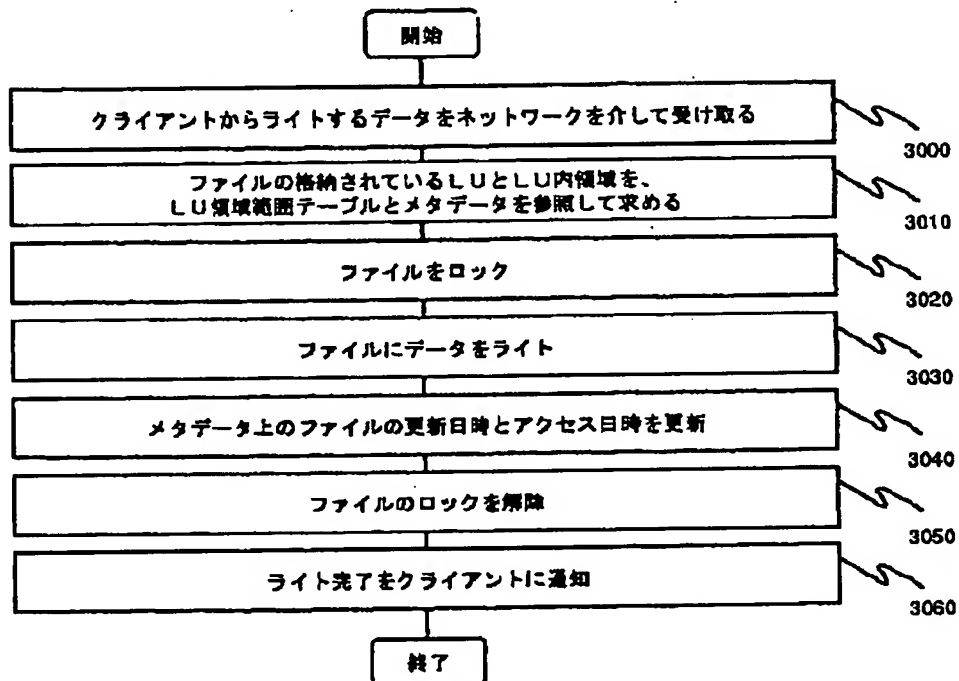 開始
クライアントからライトするデータをネットワークを介して受け取る
3000
ファイルの格納されているLUとLU内領域を、
LU領域範囲テーブルとメタデータを参照して求める
3010
ファイルをロック
3020
ファイルにデータをライト
3030
メタデータ上のファイルの更新日時とアクセス日時を更新
3040
ファイルのロックを解除
3050
ライト完了をクライアントに通知
3060
終了